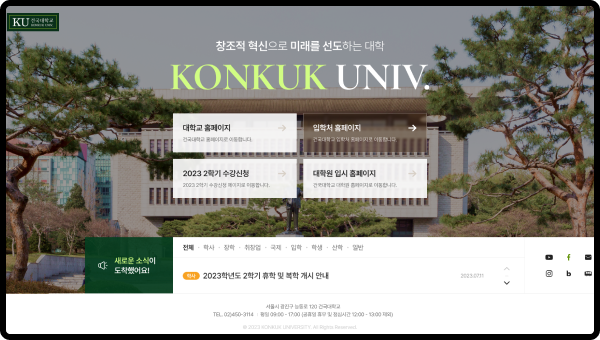 KU 건국대학교
KONKUK UNIV.
창조적 혁신으로 미래를 선도하는 대학
KONKUK UNIV.
대학교 홈페이지
건국대학교 홈페이지로 이동합니다.
입학처 홈페이지
건국대학교 입학처 홈페이지로 이동합니다.
2023 2학기 수강신청
2023 2학기 수강신청 페이지로 이동합니다.
대학원 입시 홈페이지
건국대학교 대학원 홈페이지로 이동합니다.
새로운 소식이
도착했어요!
전체 · 학사 · 장학 · 취창업 · 국제 · 입학 · 학생 · 산학 · 일반
학사 2023학년도 2학기 휴학 및 복학 개시 안내 2023.07.11
서울시 광진구 능동로 120 건국대학교
TEL. 02)450-3114 · 평일 09:00 - 17:00 (공휴일 휴무 및 점심시간 12:00 - 13:00 제외)
© 2023 KONKUK UNIVERSITY. All Rights Reserved.